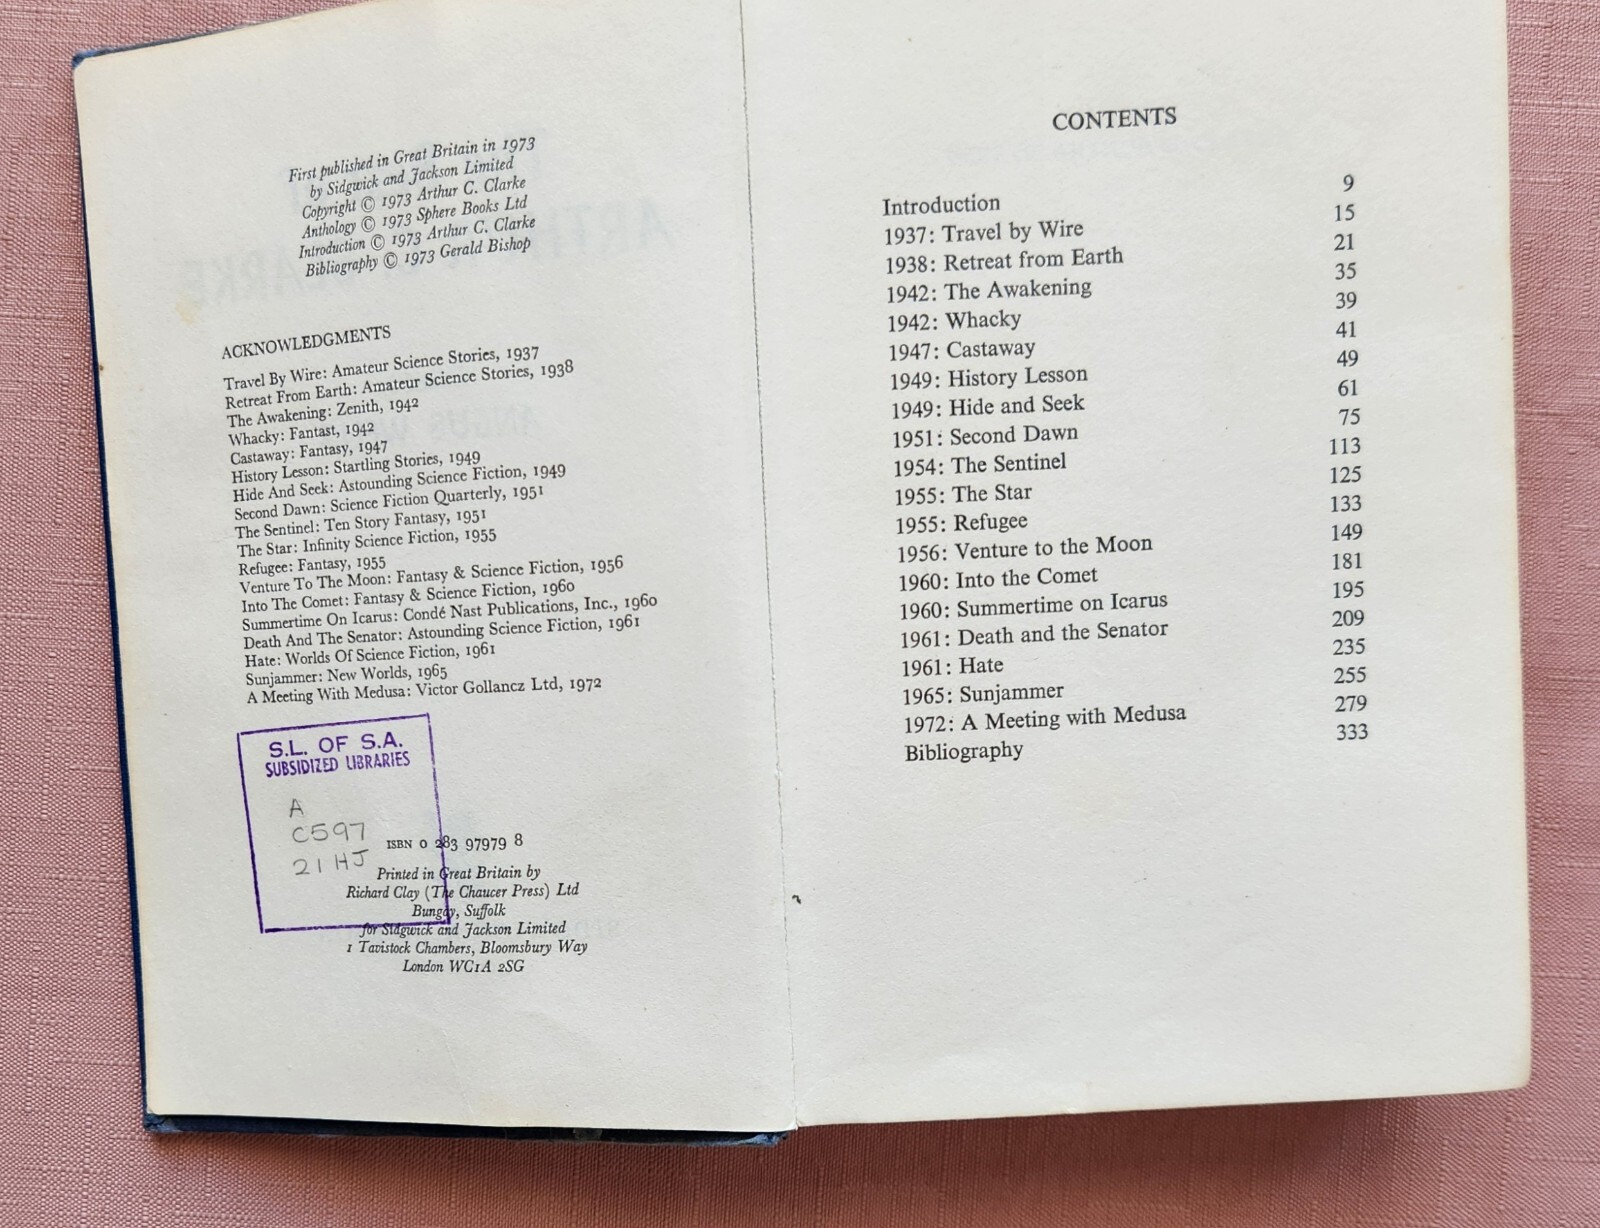 First published in Great Britain in 1973
by Sidgwick and Jackson Limited
Copyright © 1973 Arthur C. Clarke
Anthology © 1973 Sphere Books Ltd
Introduction © 1973 Arthur C. Clarke
Bibliography © 1973 Gerald Bishop
ACKNOWLEDGMENTS
Travel By Wire: Amateur Science Stories, 1937
Retreat From Earth: Amateur Science Stories, 1938
The Awakening: Zenith, 1942
Whacky: Fantast, 1942
Castaway: Fantasy, 1947
History Lesson: Startling Stories, 1949
Hide And Seek: Astounding Science Fiction, 1949
Second Dawn: Science Fiction Quarterly, 1951
The Sentinel: Ten Story Fantasy, 1951
The Star: Infinity Science Fiction, 1955
Refugee: Fantasy, 1955
Venture To The Moon: Fantasy & Science Fiction, 1956
Into The Comet: Fantasy & Science Fiction, 1960
Summertime On Icarus: Condé Nast Publications, Inc., 1960
Death And The Senator: Astounding Science Fiction, 1961
Hate: Worlds Of Science Fiction, 1961
Sunjammer: New Worlds, 1965
A Meeting With Medusa: Victor Gollancz Ltd, 1972
S.L. OF S.A.
SUBSIDIZED LIBRARIES
A
C597
21 HJ
ISBN 0 283 97979 8
Printed in Great Britain by
Richard Clay (The Chaucer Press) Ltd
Bungay, Suffolk
for Sidgwick and Jackson Limited
1 Tavistock Chambers, Bloomsbury Way
London WC1A 2SG
CONTENTS
Introduction 9
1937: Travel by Wire 15
1938: Retreat from Earth 21
1942: The Awakening 35
1942: Whacky 39
1947: Castaway 41
1949: History Lesson 49
1949: Hide and Seek 61
1951: Second Dawn 75
1954: The Sentinel 113
1955: The Star 125
1955: Refugee 133
1956: Venture to the Moon 149
1960: Into the Comet 181
1960: Summertime on Icarus 195
1961: Death and the Senator 209
1961: Hate 235
1965: Sunjammer 255
1972: A Meeting with Medusa 279
Bibliography 333